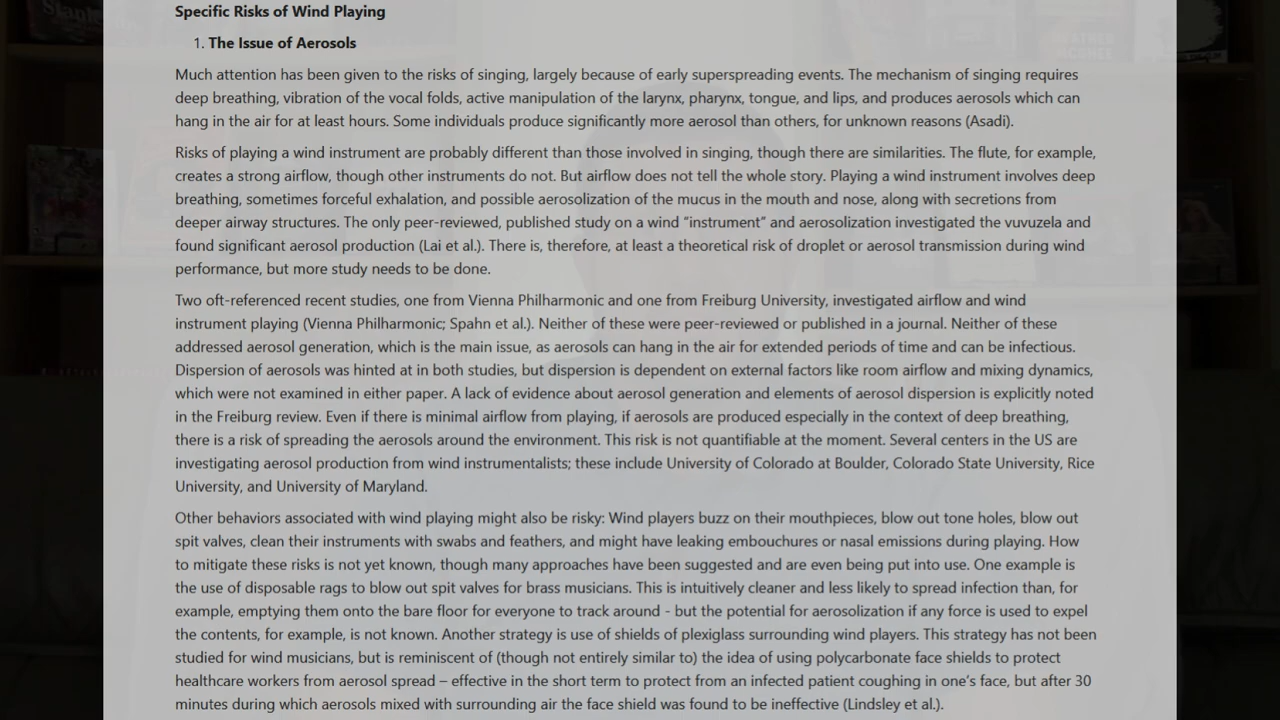 Specific Risks of Wind Playing
1. The Issue of Aerosols
Much attention has been given to the risks of singing, largely because of early superspreading events. The mechanism of singing requires
deep breathing, vibration of the vocal folds, active manipulation of the larynx, pharynx, tongue, and lips, and produces aerosols which can
hang in the air for at least hours. Some individuals produce significantly more aerosol than others, for unknown reasons (Asadi).
Risks of playing a wind instrument are probably different than those involved in singing, though there are similarities. The flute, for example,
creates a strong airflow, though other instruments do not. But airflow does not tell the whole story. Playing a wind instrument involves deep
breathing, sometimes forceful exhalation, and possible aerosolization of the mucus in the mouth and nose, along with secretions from
deeper airway structures. The only peer-reviewed, published study on a wind “instrument” and aerosolization investigated the vuvuzela and
found significant aerosol production (Lai et al.). There is, therefore, at least a theoretical risk of droplet or aerosol transmission during wind
performance, but more study needs to be done.
Two oft-referenced recent studies, one from Vienna Philharmonic and one from Freiburg University, investigated airflow and wind
instrument playing (Vienna Philharmonic; Spahn et al.). Neither of these were peer-reviewed or published in a journal. Neither of these
addressed aerosol generation, which is the main issue, as aerosols can hang in the air for extended periods of time and can be infectious.
Dispersion of aerosols was hinted at in both studies, but dispersion is dependent on external factors like room airflow and mixing dynamics,
which were not examined in either paper. A lack of evidence about aerosol generation and elements of aerosol dispersion is explicitly noted
in the Freiburg review. Even if there is minimal airflow from playing, if aerosols are produced especially in the context of deep breathing,
there is a risk of spreading the aerosols around the environment. This risk is not quantifiable at the moment. Several centers in the US are
investigating aerosol production from wind instrumentalists; these include University of Colorado at Boulder, Colorado State University, Rice
University, and University of Maryland.
Other behaviors associated with wind playing might also be risky: Wind players buzz on their mouthpieces, blow out tone holes, blow out
spit valves, clean their instruments with swabs and feathers, and might have leaking embouchures or nasal emissions during playing. How
to mitigate these risks is not yet known, though many approaches have been suggested and are even being put into use. One example is
the use of disposable rags to blow out spit valves for brass musicians. This is intuitively cleaner and less likely to spread infection than, for
example, emptying them onto the bare floor for everyone to track around - but the potential for aerosolization if any force is used to expel
the contents, for example, is not known. Another strategy is use of shields of plexiglass surrounding wind players. This strategy has not been
studied for wind musicians, but is reminiscent of (though not entirely similar to) the idea of using polycarbonate face shields to protect
healthcare workers from aerosol spread – effective in the short term to protect from an infected patient coughing in one’s face, but after 30
minutes during which aerosols mixed with surrounding air the face shield was found to be ineffective (Lindsley et al.).